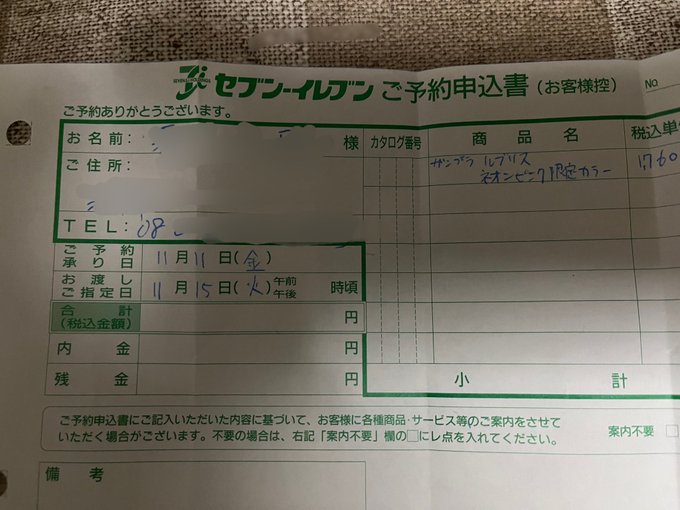 セブン-イレブン ご予約申込書 (お客様控) No
ご予約ありがとうございます。
お名前: 様
ご住所:
TEL: 08
カタログ番号 商品名 税込単
サンプラ ルブリス
ネオンピンク限定カラー 1760
ご予約承り日 11月11日(金)
お渡しご指定日 11月15日(火) 午前 午後 時頃
合計(税込金額) 円
内金 円
残金 円
小計
ご予約申込書にご記入いただいた内容に基づいて、お客様に各種商品・サービス等のご案内をさせて
いただく場合がございます。不要の場合は、右記「案内不要」欄の□にレ点を入れてください。
案内不要 □
備考